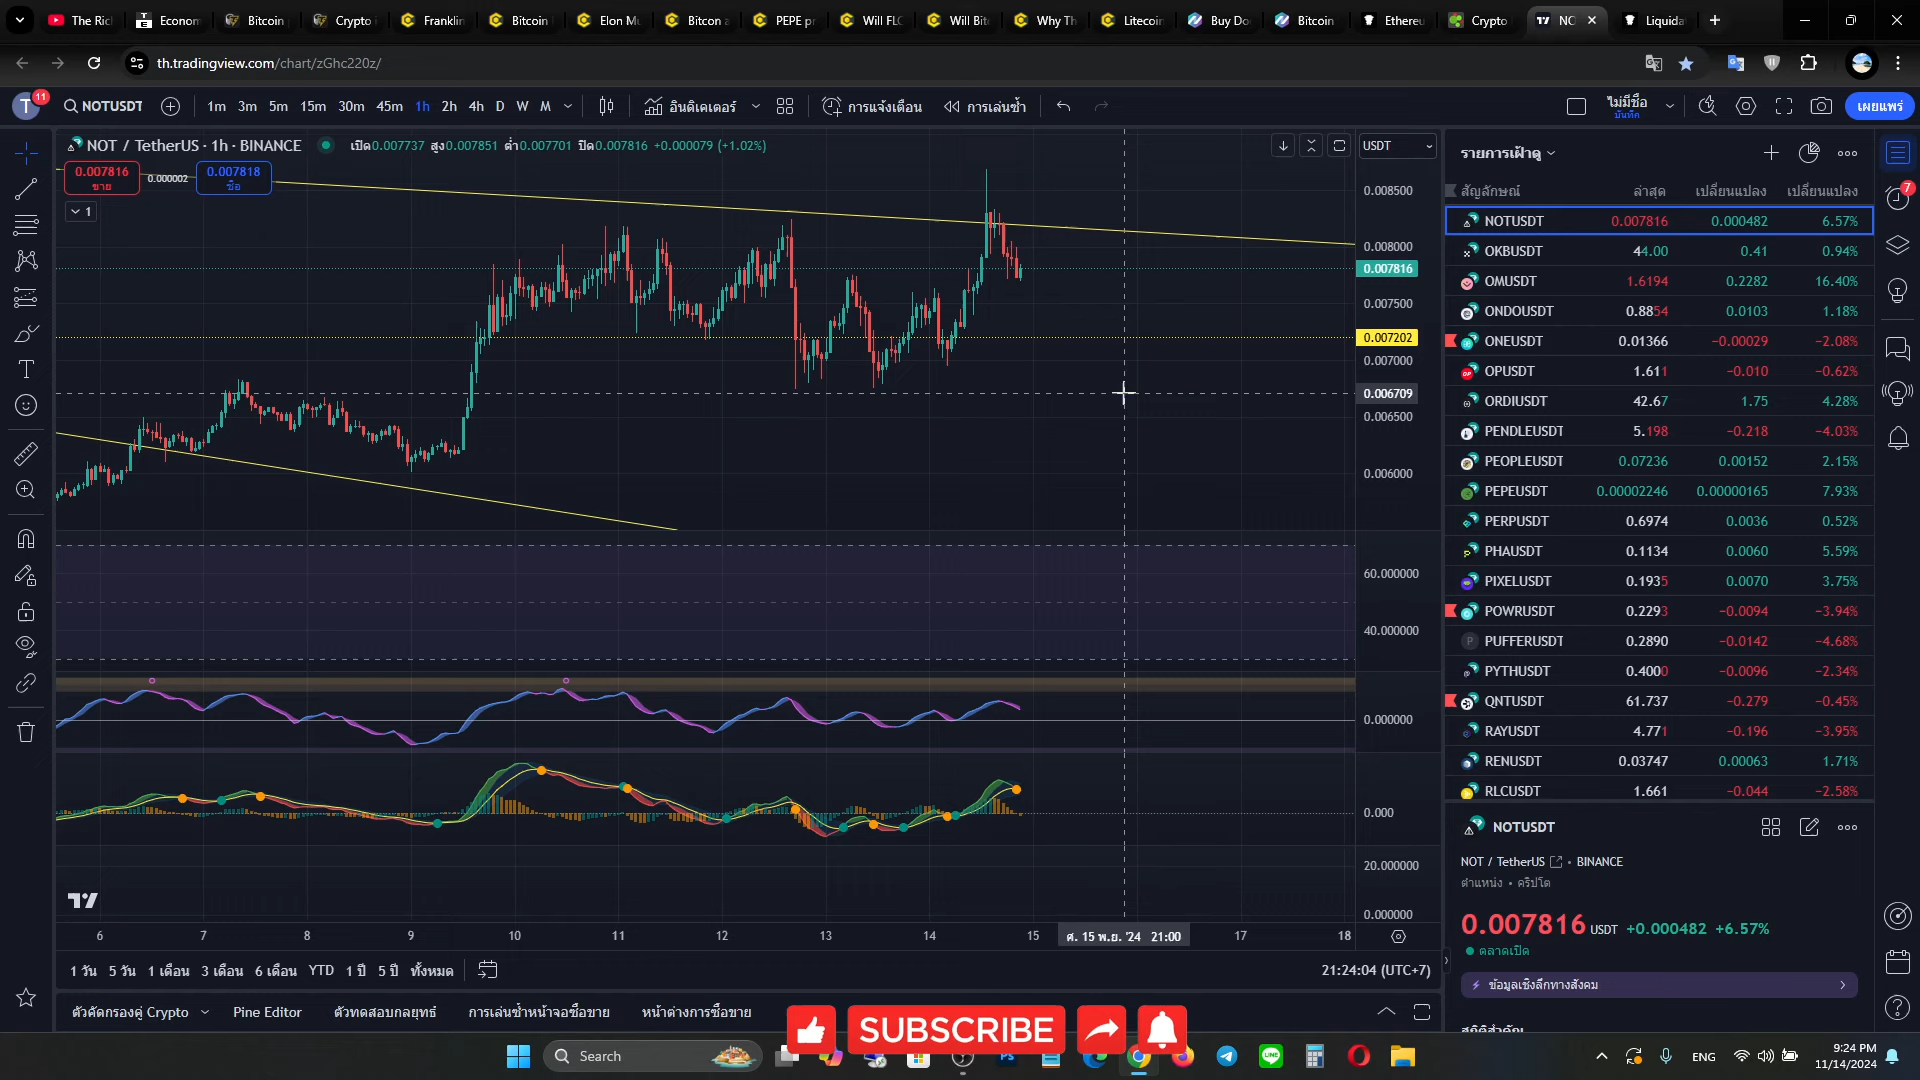 The Ric
Econom
Bitcoin
Crypto
Franklin
Bitcoin
Elon Mu
Bitcon a
PEPE p
Will FLO
Will Bit
Why Th
Litecoin
Buy Do
Bitcoin
Ethereu
Crypto
NO
Liquida
th.tradingview.com/chart/zGhc220z/
T 11 NOTUSDT 1m 3m 5m 15m 30m 45m 1h 2h 4h D W M อินดิเคเตอร์ การแจ้งเตือน การเล่นซ้ำ ไม่มีชื่อ บันทึก เผยแพร่
NOT / TetherUS · 1h · BINANCE เปิด0.007737 สูง0.007851 ต่ำ0.007701 ปิด0.007816 +0.000079 (+1.02%)
0.007816 ขาย 0.000002 0.007818 ซื้อ
1
USDT
0.008500
0.008000
0.007816
0.007500
0.007202
0.007000
0.006709
0.006500
0.006000
60.000000
40.000000
0.000000
0.000
20.000000
0.000000
6 7 8 9 10 11 12 13 14 15 ศ. 15 พ.ย. '24 21:00 17 18
1 วัน 5 วัน 1 เดือน 3 เดือน 6 เดือน YTD 1 ปี 5 ปี ทั้งหมด 21:24:04 (UTC+7)
ตัวคัดกรองคู่ Crypto Pine Editor ตัวทดสอบกลยุทธ์ การเล่นซ้ำหน้าจอซื้อขาย หน้าต่างการซื้อขาย
รายการเฝ้าดู
สัญลักษณ์ ล่าสุด เปลี่ยนแปลง เปลี่ยนแปลง
NOTUSDT 0.007816 0.000482 6.57%
OKBUSDT 44.00 0.41 0.94%
OMUSDT 1.6194 0.2282 16.40%
ONDOUSDT 0.8854 0.0103 1.18%
ONEUSDT 0.01366 −0.00029 −2.08%
OPUSDT 1.611 −0.010 −0.62%
ORDIUSDT 42.67 1.75 4.28%
PENDLEUSDT 5.198 −0.218 −4.03%
PEOPLEUSDT 0.07236 0.00152 2.15%
PEPEUSDT 0.00002246 0.00000165 7.93%
PERPUSDT 0.6974 0.0036 0.52%
PHAUSDT 0.1134 0.0060 5.59%
PIXELUSDT 0.1935 0.0070 3.75%
POWRUSDT 0.2293 −0.0094 −3.94%
PUFFERUSDT 0.2890 −0.0142 −4.68%
PYTHUSDT 0.4000 −0.0096 −2.34%
QNTUSDT 61.737 −0.279 −0.45%
RAYUSDT 4.771 −0.196 −3.95%
RENUSDT 0.03747 0.00063 1.71%
RLCUSDT 1.661 −0.044 −2.58%
NOTUSDT
NOT / TetherUS • BINANCE
ตำแหน่ง • คริปโต
0.007816 USDT +0.000482 +6.57%
ตลาดเปิด
ข้อมูลเชิงลึกทางสังคม
สถิติสำคัญ
7
SUBSCRIBE
Search
ENG
9:24 PM
11/14/2024